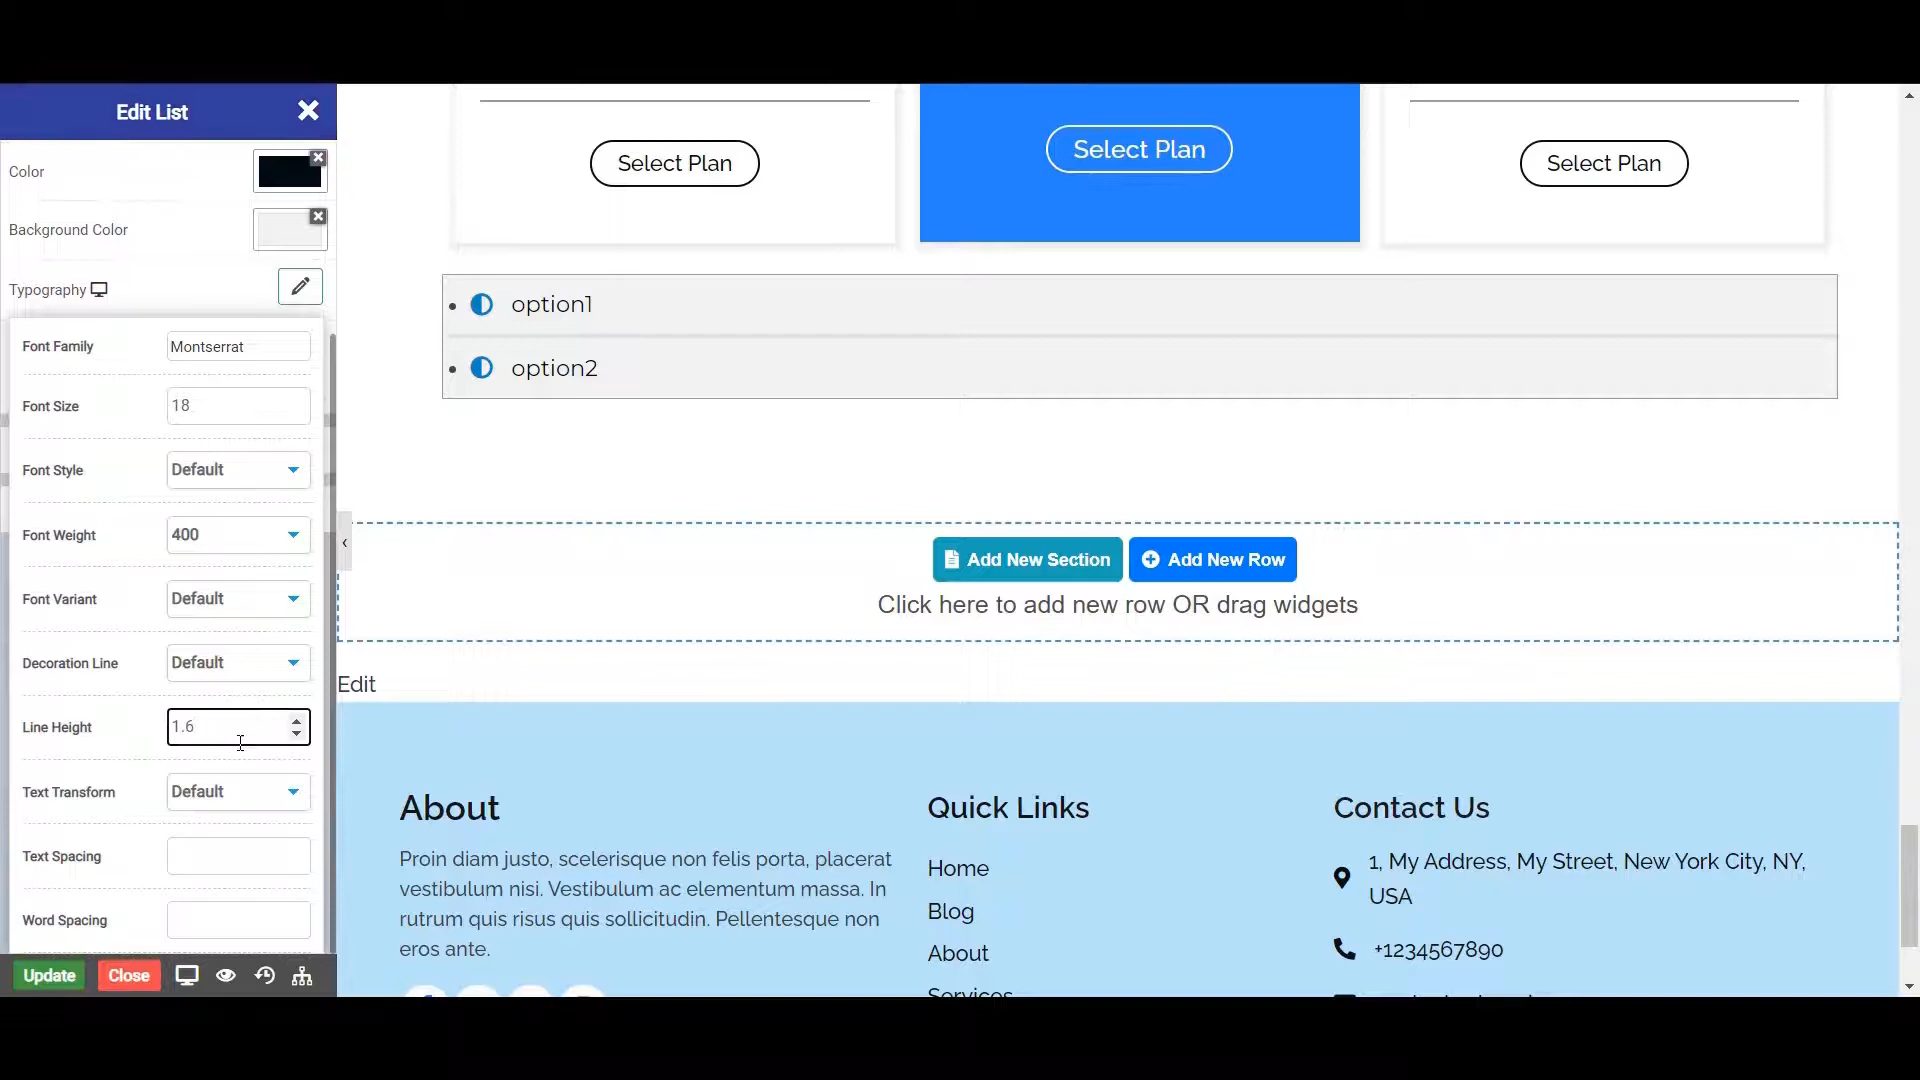 Edit List
Color
Background Color
Typography
Font Family
Montserrat
Font Size
18
Font Style
Default
Font Weight
400
Font Variant
Default
Decoration Line
Default
Line Height
1.6
Text Transform
Default
Text Spacing
Word Spacing
Update
Close
Select Plan
Select Plan
Select Plan
option1
option2
Add New Section
Add New Row
Click here to add new row OR drag widgets
Edit
About
Proin diam justo, scelerisque non felis porta, placerat
vestibulum nisi. Vestibulum ac elementum massa. In
rutrum quis risus quis sollicitudin. Pellentesque non
eros ante.
Quick Links
Home
Blog
About
Services
Contact Us
1, My Address, My Street, New York City, NY,
USA
+1234567890